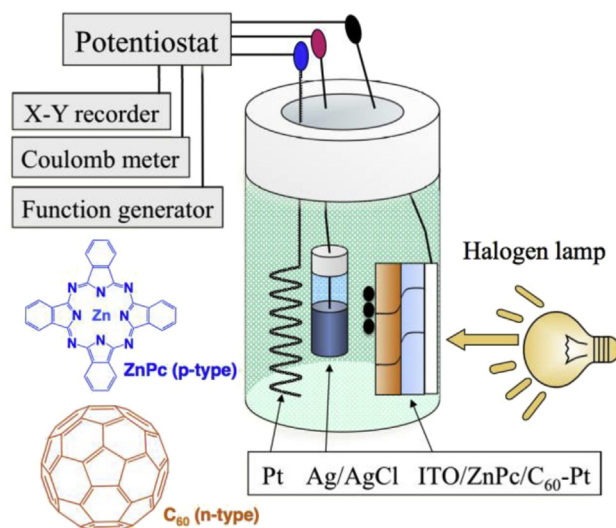 Potentiostat
X-Y recorder
Coulomb meter
Function generator
Halogen lamp
N
N N N
N Zn N
N N N
ZnPc (p-type)
C₆₀ (n-type)
Pt Ag/AgCl ITO/ZnPc/C₆₀-Pt